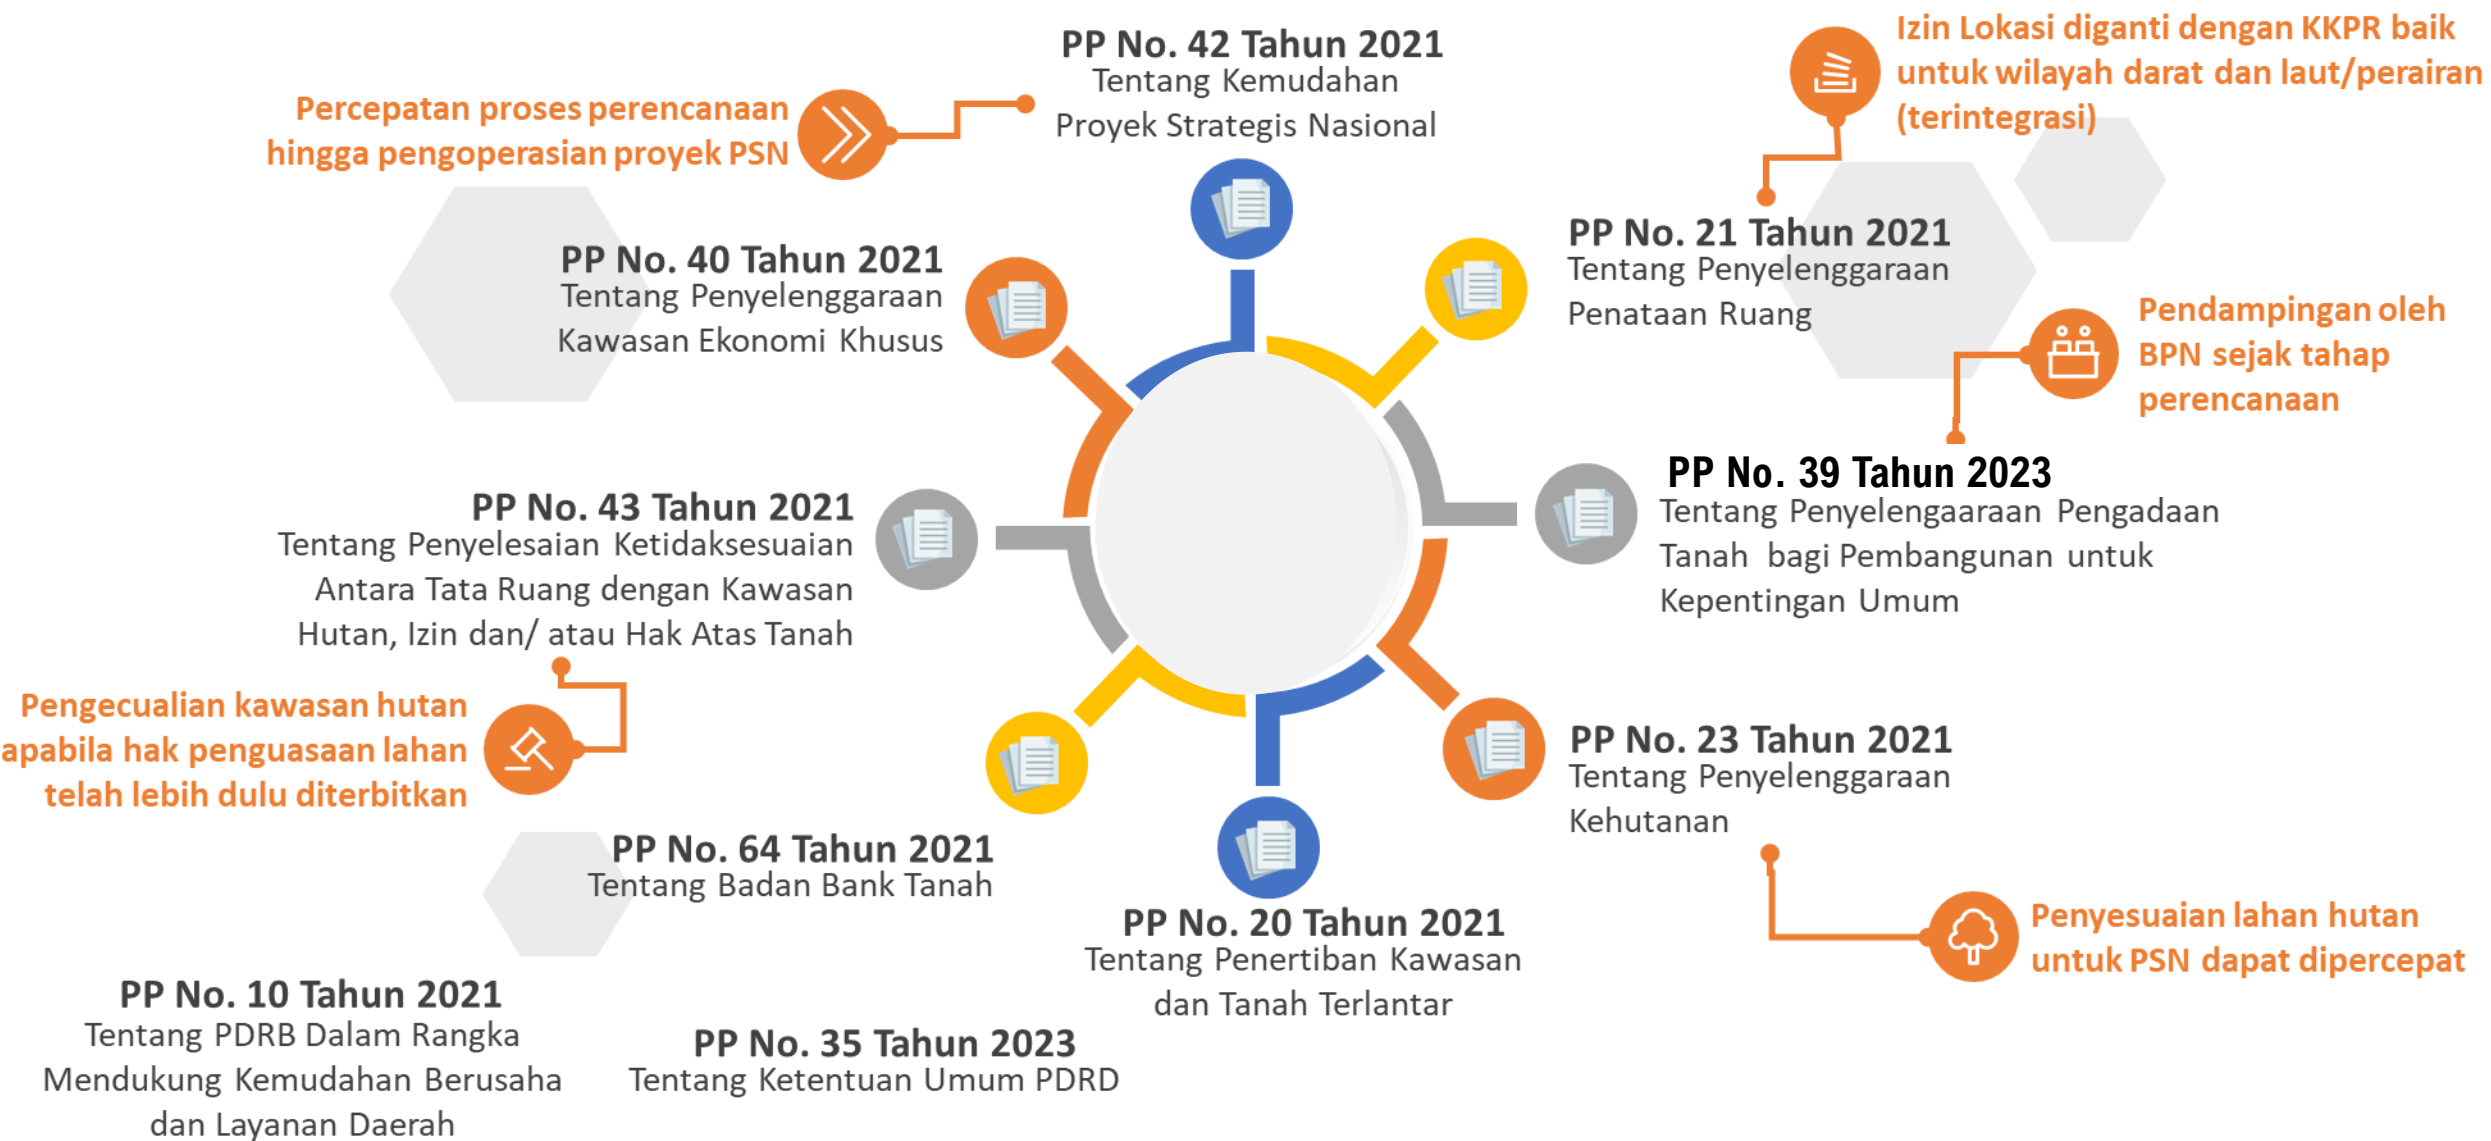 PP No. 42 Tahun 2021
Tentang Kemudahan
Proyek Strategis Nasional
Percepatan proses perencanaan
hingga pengoperasian proyek PSN
Izin Lokasi diganti dengan KKPR baik
untuk wilayah darat dan laut/perairan
(terintegrasi)
PP No. 40 Tahun 2021
Tentang Penyelenggaraan
Kawasan Ekonomi Khusus
PP No. 21 Tahun 2021
Tentang Penyelenggaraan
Penataan Ruang
Pendampingan oleh
BPN sejak tahap
perencanaan
PP No. 43 Tahun 2021
Tentang Penyelesaian Ketidaksesuaian
Antara Tata Ruang dengan Kawasan
Hutan, Izin dan/ atau Hak Atas Tanah
PP No. 39 Tahun 2023
Tentang Penyelengaaraan Pengadaan
Tanah bagi Pembangunan untuk
Kepentingan Umum
Pengecualian kawasan hutan
apabila hak penguasaan lahan
telah lebih dulu diterbitkan
PP No. 23 Tahun 2021
Tentang Penyelenggaraan
Kehutanan
PP No. 64 Tahun 2021
Tentang Badan Bank Tanah
PP No. 20 Tahun 2021
Tentang Penertiban Kawasan
dan Tanah Terlantar
Penyesuaian lahan hutan
untuk PSN dapat dipercepat
PP No. 10 Tahun 2021
Tentang PDRB Dalam Rangka
Mendukung Kemudahan Berusaha
dan Layanan Daerah
PP No. 35 Tahun 2023
Tentang Ketentuan Umum PDRD